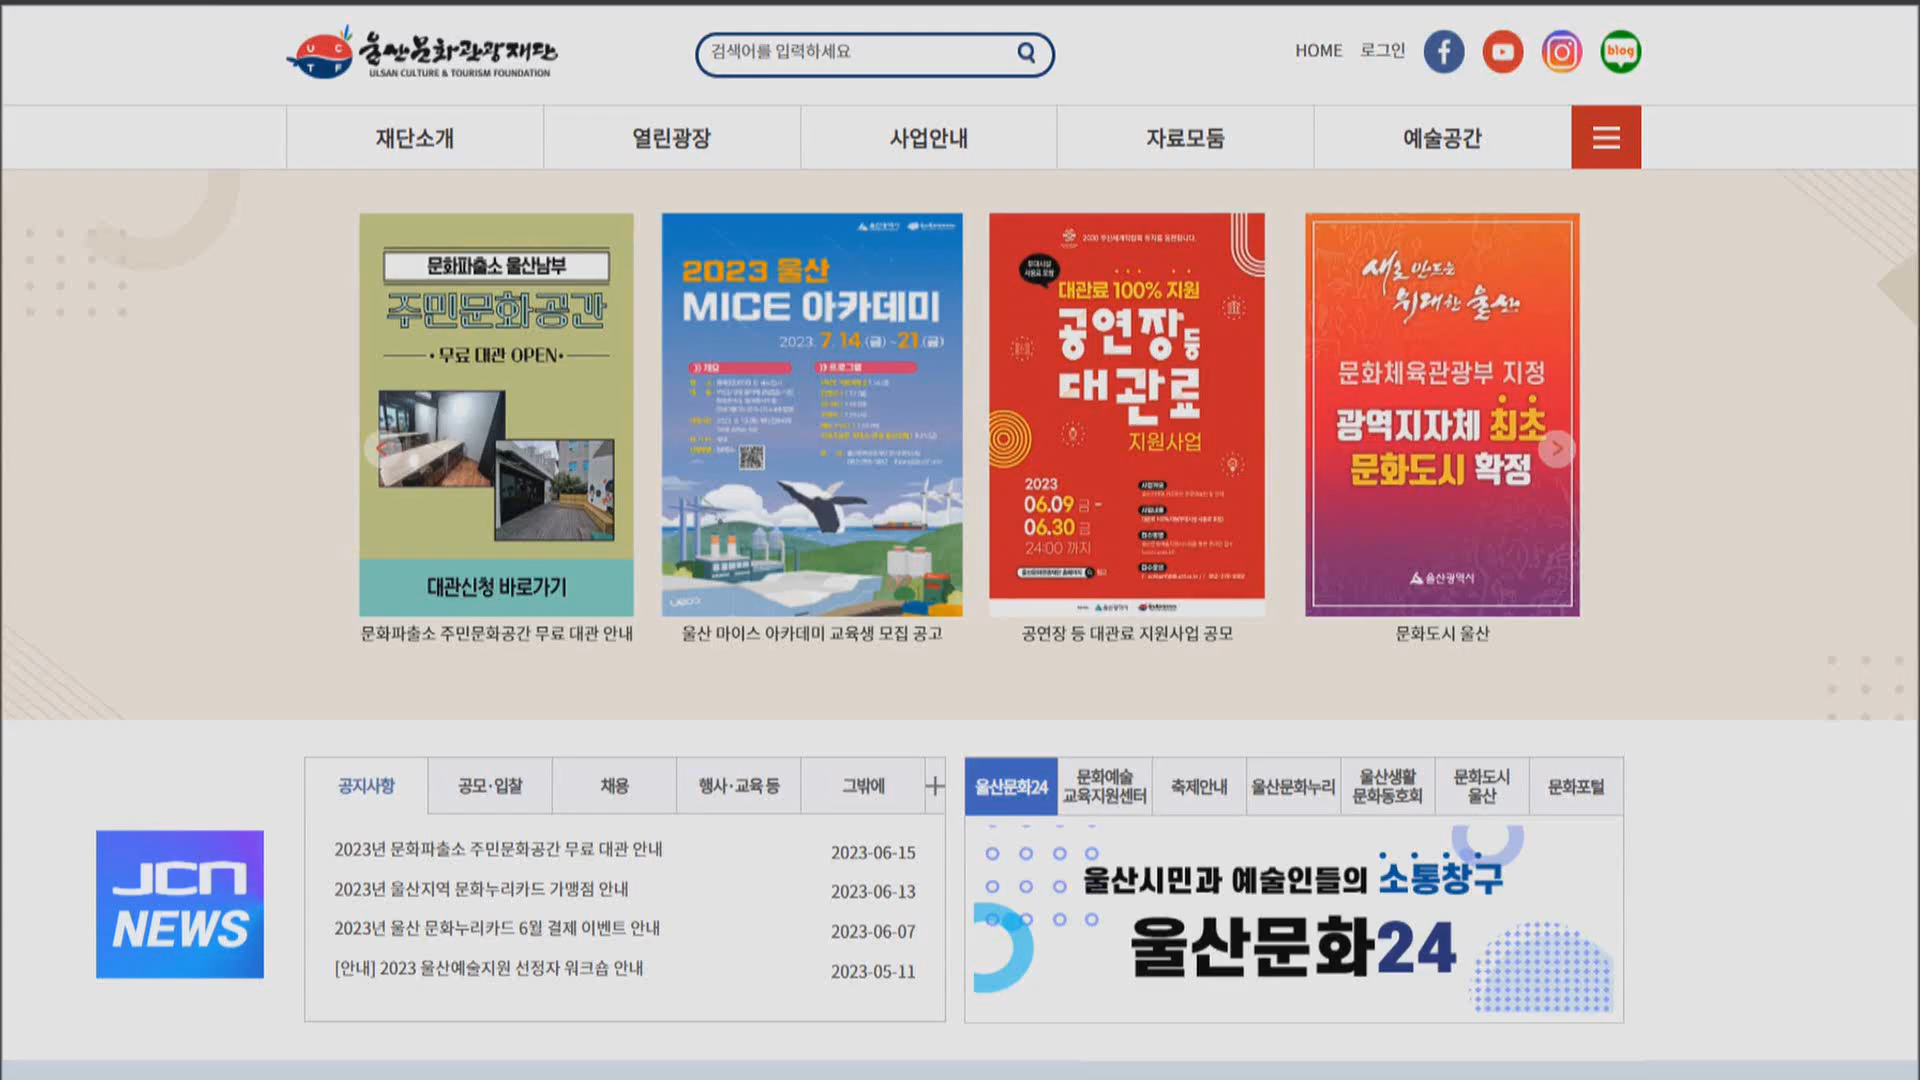 UCTF
울산문화관광재단
ULSAN CULTURE & TOURISM FOUNDATION
검색어를 입력하세요
HOME 로그인
blog
재단소개 열린광장 사업안내 자료모둠 예술공간
문화파출소 울산남부
주민문화공간
무료 대관 OPEN
대관신청 바로가기
문화파출소 주민문화공간 무료 대관 안내
울산광역시
2023 울산
MICE 아카데미
2023. 7. 14.(금) ~ 21.(금)
개요 프로그램
울산 마이스 아카데미 교육생 모집 공고
대관료 100% 지원
공연장 등
대관료
지원사업
2023
06.09 금 -
06.30 금
24:00 까지
울산광역시
공연장 등 대관료 지원사업 공모
새로 만드는
위대한 울산
문화체육관광부 지정
광역지자체 최초
문화도시 확정
울산광역시
문화도시 울산
공지사항 공모·입찰 채용 행사·교육 등 그밖에 +
2023년 문화파출소 주민문화공간 무료 대관 안내 2023-06-15
2023년 울산지역 문화누리카드 가맹점 안내 2023-06-13
2023년 울산 문화누리카드 6월 결제 이벤트 안내 2023-06-07
[안내] 2023 울산예술지원 선정자 워크숍 안내 2023-05-11
울산문화24 문화예술 교육지원센터 축제안내 울산문화누리 울산생활 문화동호회 문화도시 울산 문화포털
울산시민과 예술인들의 소통창구
울산문화24
JCN
NEWS